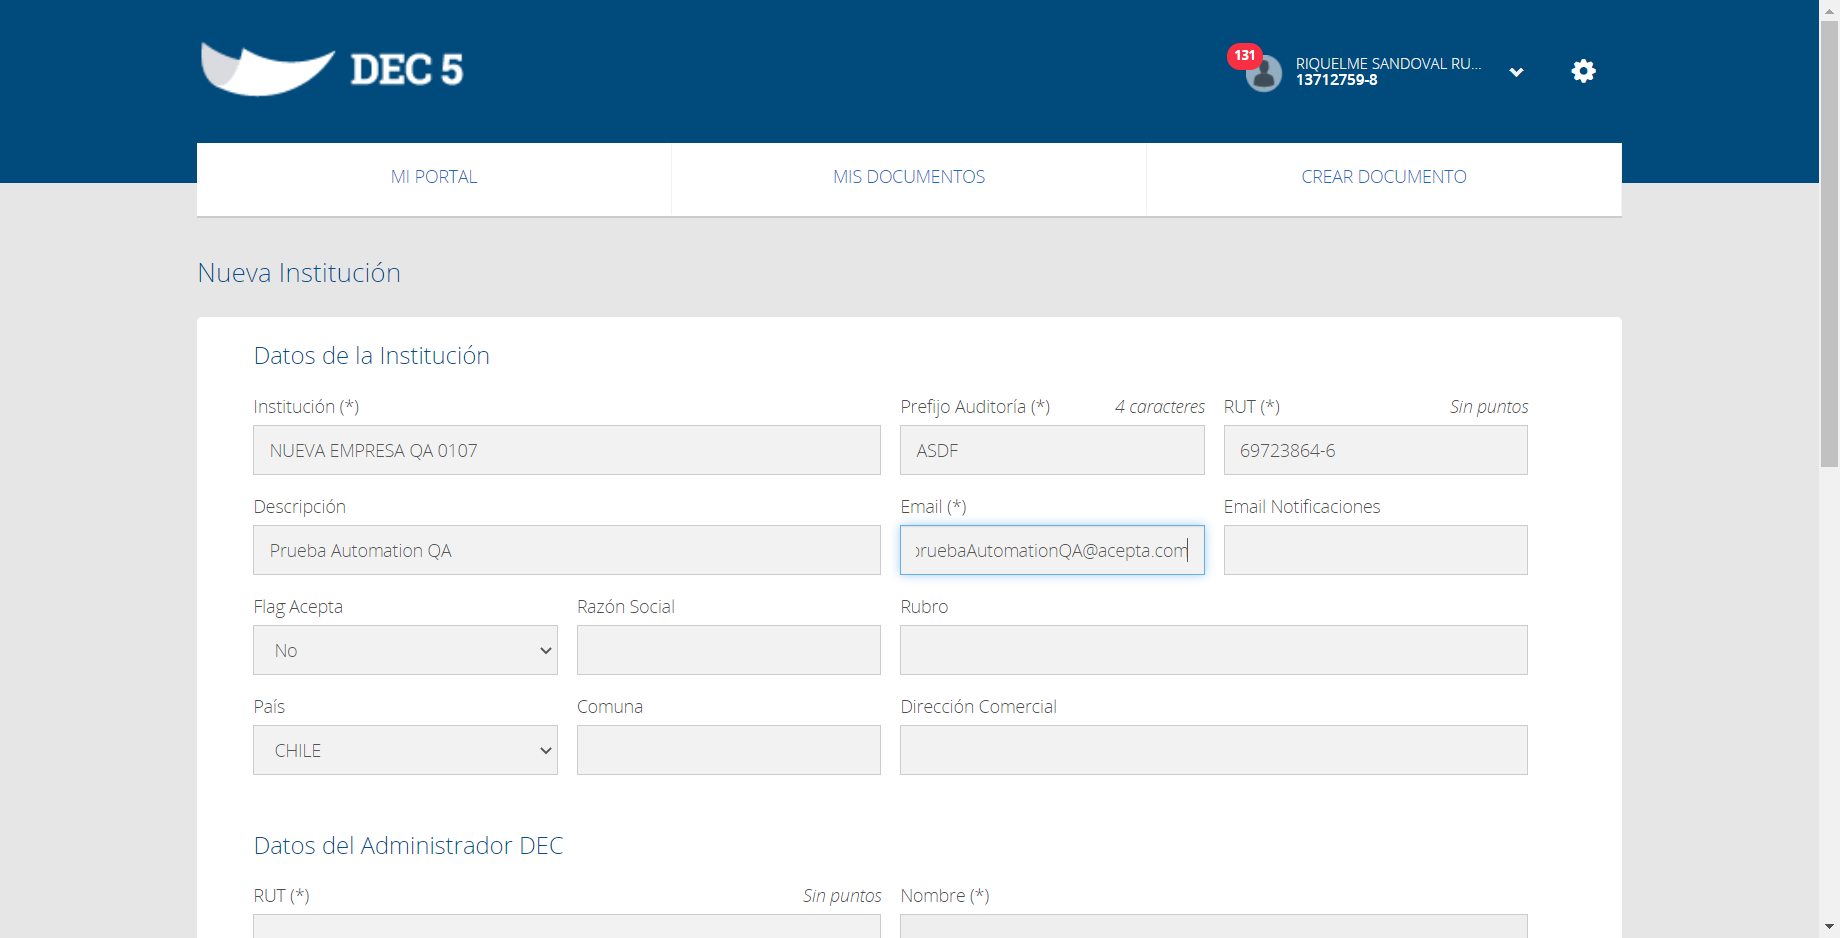 DEC 5
131
RIQUELME SANDOVAL RU...
13712759-8
MI PORTAL
MIS DOCUMENTOS
CREAR DOCUMENTO
Nueva Institución
Datos de la Institución
Institución (*)
Prefijo Auditoría (*)
4 caracteres
RUT (*)
Sin puntos
NUEVA EMPRESA QA 0107
ASDF
69723864-6
Descripción
Email (*)
Email Notificaciones
Prueba Automation QA
pruebaAutomationQA@acepta.com
Flag Acepta
Razón Social
Rubro
No
País
Comuna
Dirección Comercial
CHILE
Datos del Administrador DEC
RUT (*)
Sin puntos
Nombre (*)